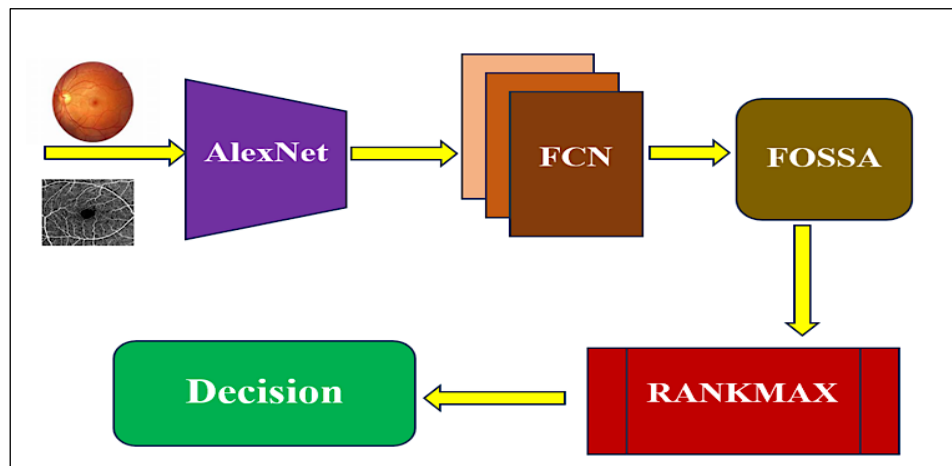 AlexNet
FCN
FOSSA
RANKMAX
Decision